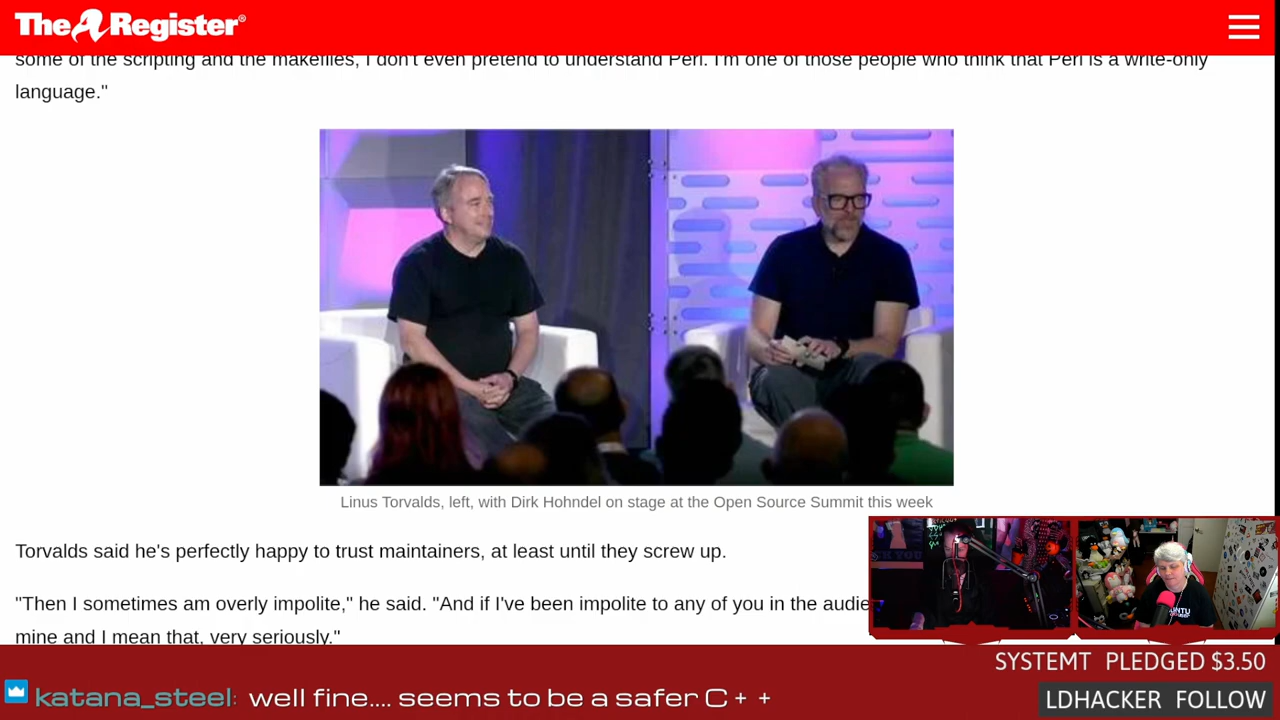 The Register®
some of the scripting and the makefiles, I don't even pretend to understand Perl. I'm one of those people who think that Perl is a write-only
language."
Linus Torvalds, left, with Dirk Hohndel on stage at the Open Source Summit this week
Torvalds said he's perfectly happy to trust maintainers, at least until they screw up.
"Then I sometimes am overly impolite," he said. "And if I've been impolite to any of you in the audie
mine and I mean that, very seriously."
UNTU
SYSTEMT PLEDGED $3.50
katana_steel: well fine.... seems to be a safer C + +
LDHACKER FOLLOW